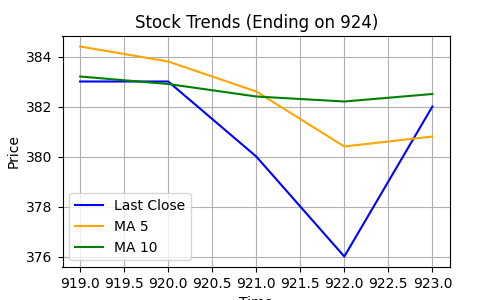 Stock Trends (Ending on 924)
384
382
380
378
376
Price
Last Close
MA 5
MA 10
919.0 919.5 920.0 920.5 921.0 921.5 922.0 922.5 923.0
Time